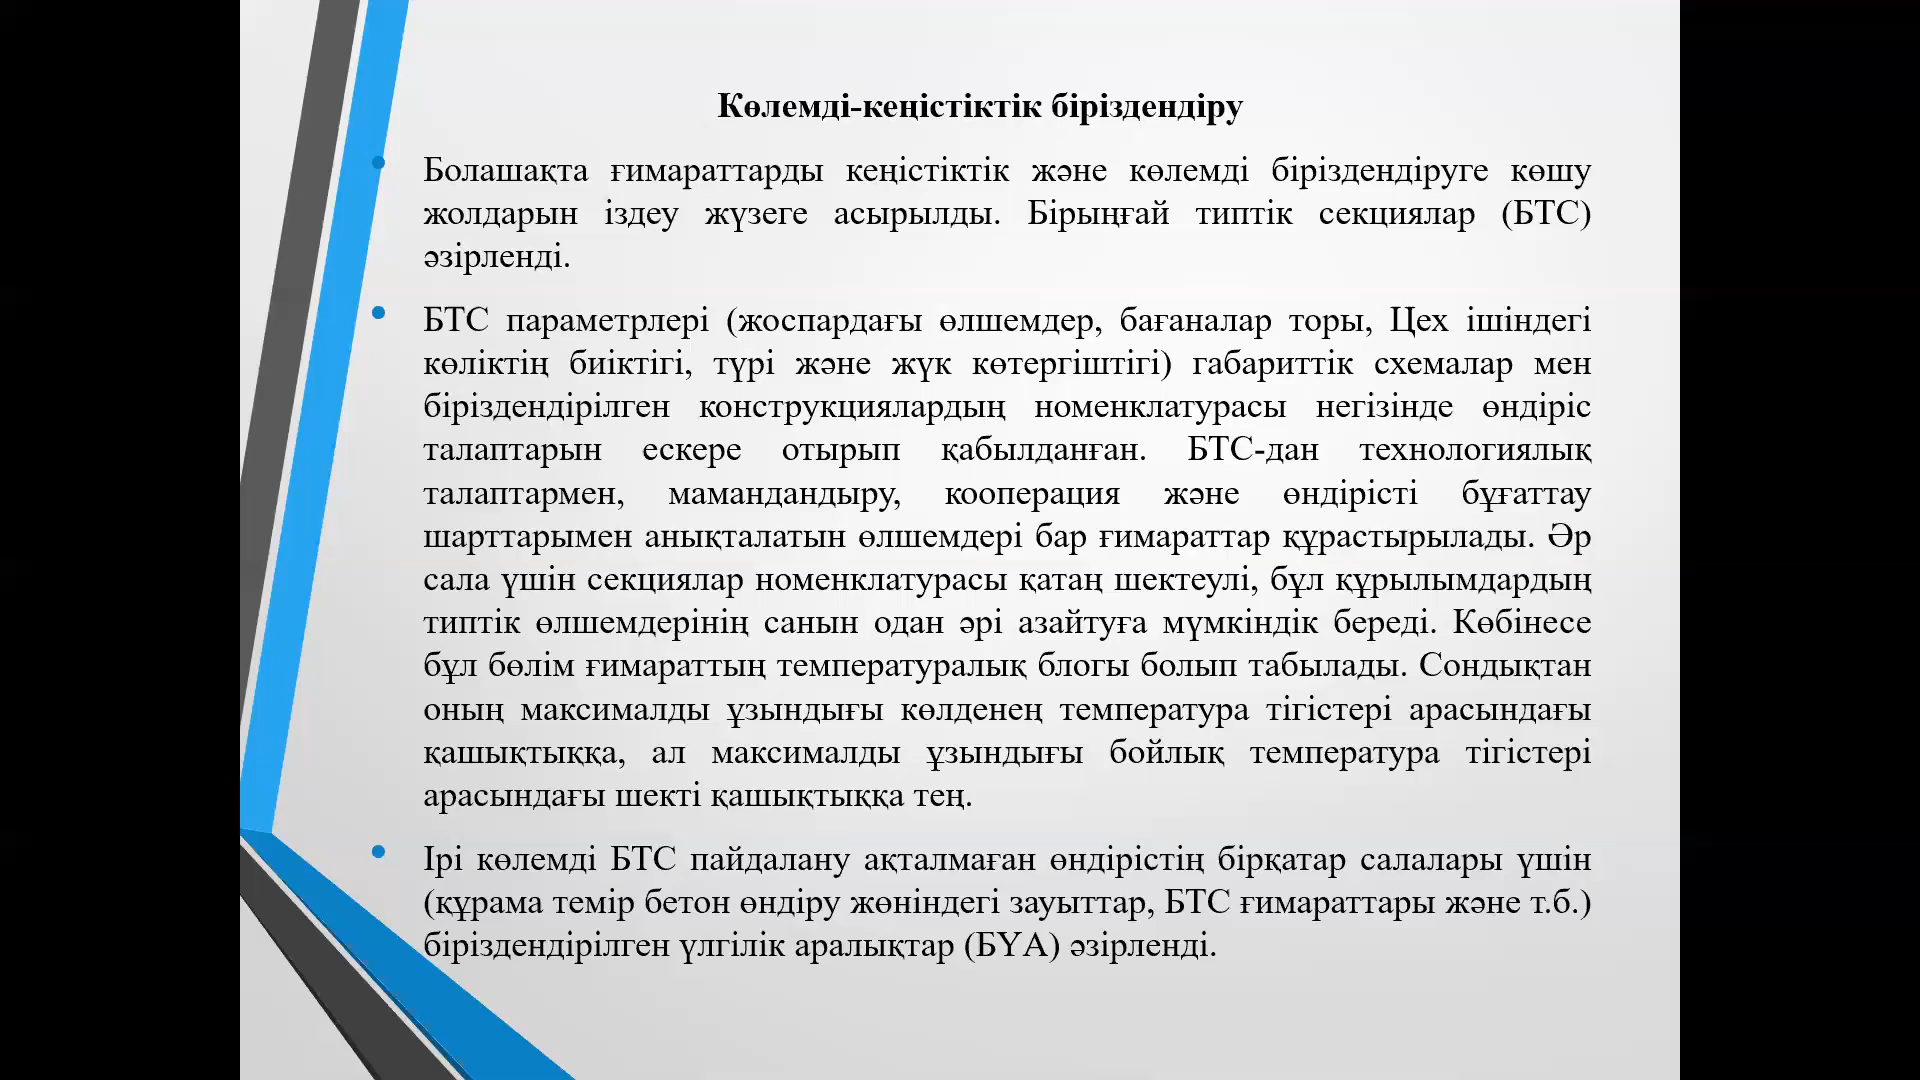 Көлемді-кеңістіктік біріздендіру
Болашақта ғимараттарды кеңістіктік және көлемді біріздендіруге көшу
жолдарын іздеу жүзеге асырылды. Бірыңғай типтік секциялар (БТС)
әзірленді.
БТС параметрлері (жоспардағы өлшемдер, бағаналар торы, Цех ішіндегі
көліктің биіктігі, түрі және жүк көтергіштігі) габариттік схемалар мен
біріздендірілген конструкциялардың номенклатурасы негізінде өндіріс
талаптарын ескере отырып қабылданған. БТС-дан технологиялық
талаптармен, мамандандыру, кооперация және өндірісті бұғаттау
шарттарымен анықталатын өлшемдері бар ғимараттар құрастырылады. Әр
сала үшін секциялар номенклатурасы қатаң шектеулі, бұл құрылымдардың
типтік өлшемдерінің санын одан әрі азайтуға мүмкіндік береді. Көбінесе
бұл бөлім ғимараттың температуралық блогы болып табылады. Сондықтан
оның максималды ұзындығы көлденең температура тігістері арасындағы
қашықтыққа, ал максималды ұзындығы бойлық температура тігістері
арасындағы шекті қашықтыққа тең.
Ірі көлемді БТС пайдалану ақталмаған өндірістің бірқатар салалары үшін
(құрама темір бетон өндіру жөніндегі зауыттар, БТС ғимараттары және т.б.)
біріздендірілген үлгілік аралықтар (БҮА) әзірленді.